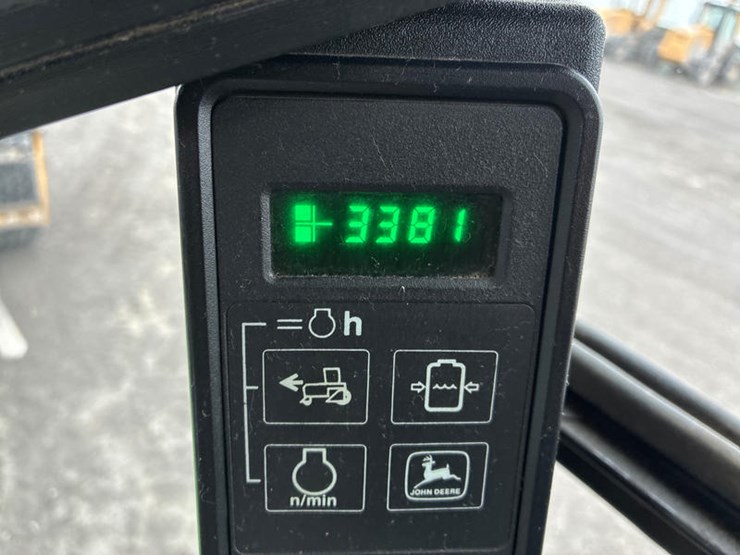 3381
= h
n/min
JOHN DEERE